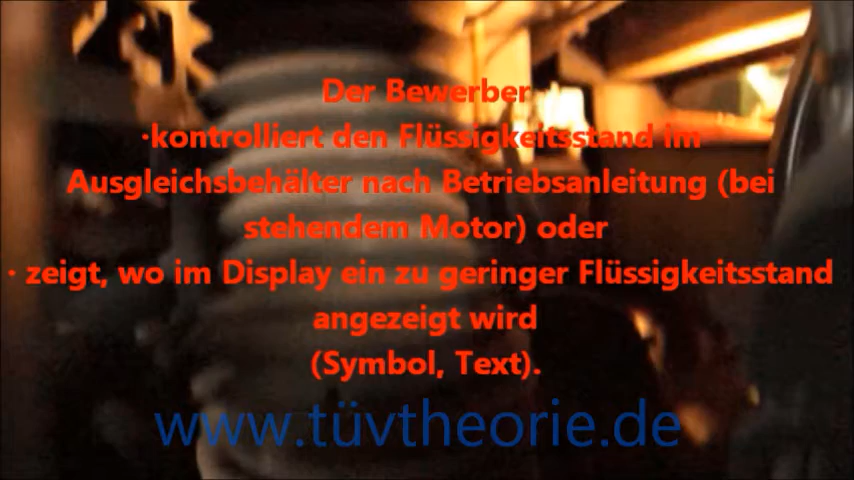 Der Bewerber
·kontrolliert den Flüssigkeitsstand im
Ausgleichsbehälter nach Betriebsanleitung (bei
stehendem Motor) oder
· zeigt, wo im Display ein zu geringer Flüssigkeitsstand
angezeigt wird
(Symbol, Text).
www.tüvtheorie.de